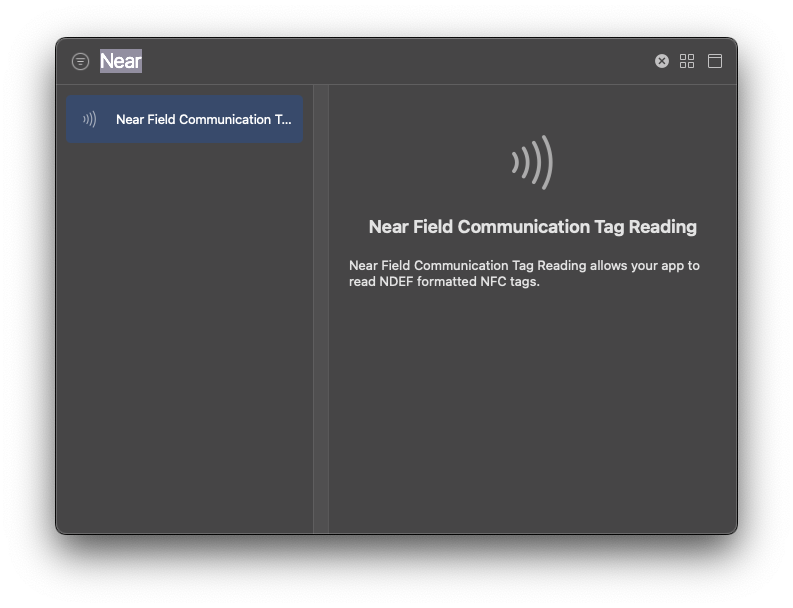 Near
Near Field Communication T...
Near Field Communication Tag Reading
Near Field Communication Tag Reading allows your app to
read NDEF formatted NFC tags.